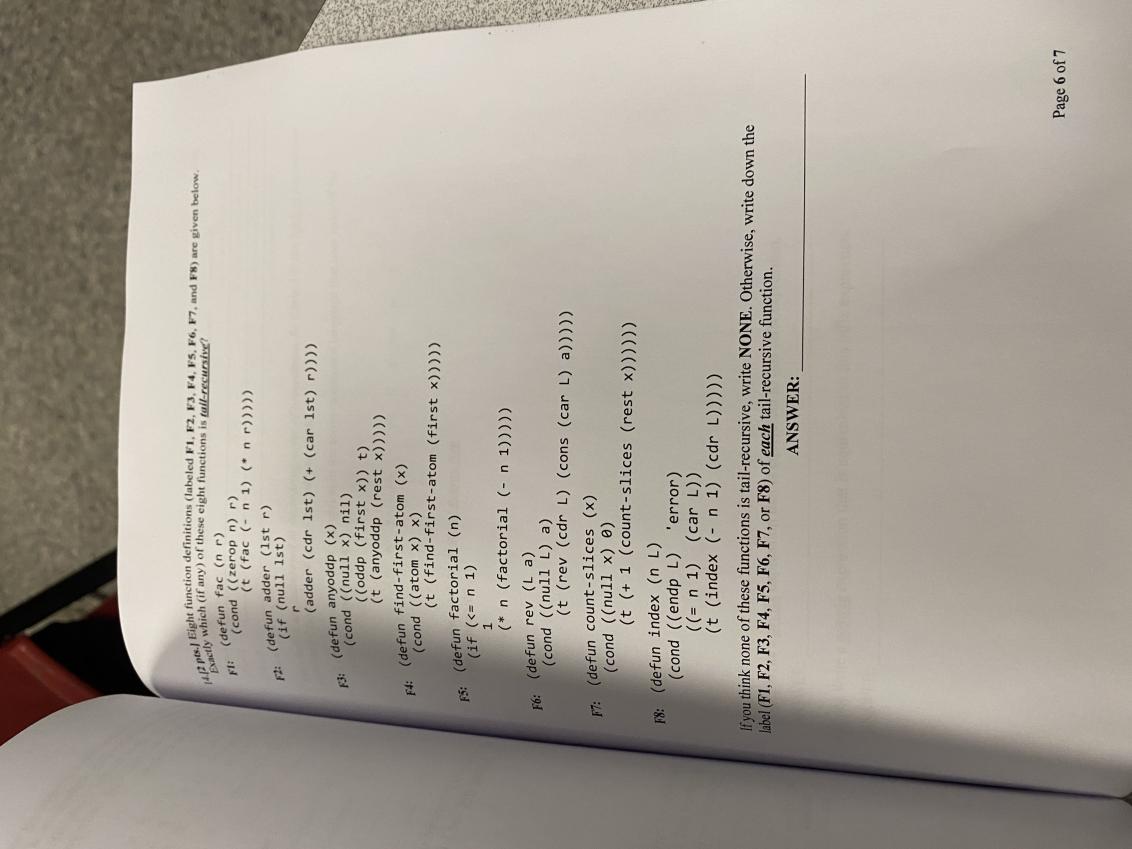 14.[2 pts.] Eight function definitions (labeled F1, F2, F3, F4, F5, F6, F7, and F8) are given below.
Exactly which (if any) of these eight functions is tail-recursive?
F1: (defun fac (n r)
(cond ((zerop n) r)
(t (fac (- n 1) (* n r)))))
F2: (defun adder (lst r)
(if (null lst)
r
(adder (cdr lst) (+ (car lst) r))))
F3: (defun anyoddp (x)
(cond ((null x) nil)
((oddp (first x)) t)
(t (anyoddp (rest x)))))
F4: (defun find-first-atom (x)
(cond ((atom x) x)
(t (find-first-atom (first x)))))
F5: (defun factorial (n)
(if (<= n 1)
1
(* n (factorial (- n 1)))))
F6: (defun rev (L a)
(cond ((null L) a)
(t (rev (cdr L) (cons (car L) a)))))
F7: (defun count-slices (x)
(cond ((null x) 0)
(t (+ 1 (count-slices (rest x))))))
F8: (defun index (n L)
(cond ((endp L) 'error)
((= n 1) (car L))
(t (index (- n 1) (cdr L)))))
If you think none of these functions is tail-recursive, write NONE. Otherwise, write down the
label (F1, F2, F3, F4, F5, F6, F7, or F8) of each tail-recursive function.
ANSWER:
Page 6 of 7